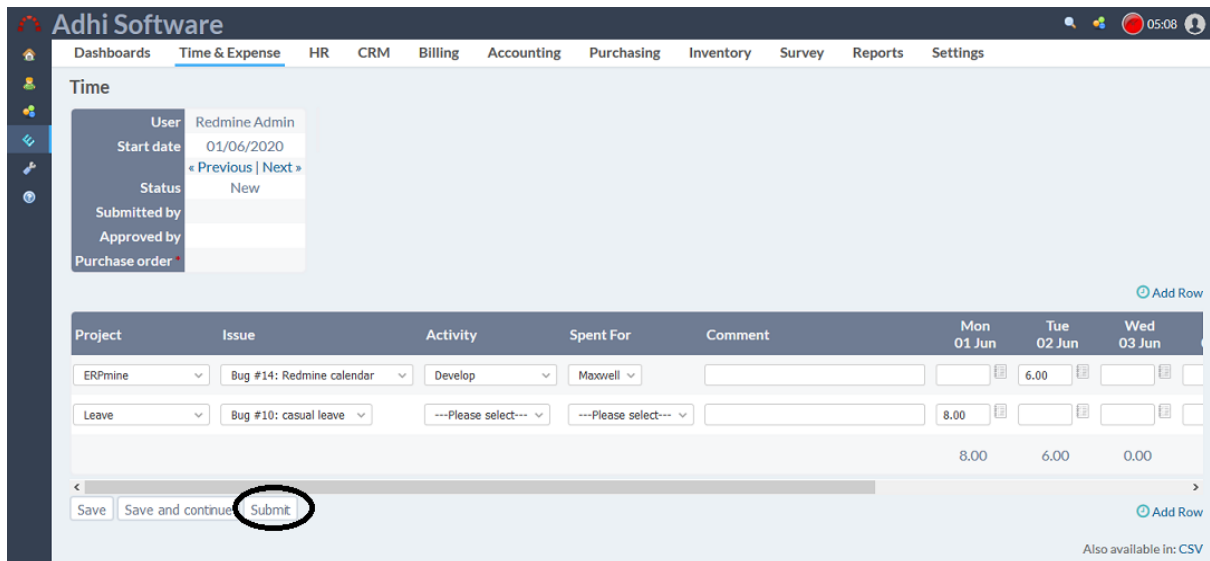 Adhi Software
05:08
Dashboards Time & Expense HR CRM Billing Accounting Purchasing Inventory Survey Reports Settings
Time
User Redmine Admin
Start date 01/06/2020
« Previous | Next »
Status New
Submitted by
Approved by
Purchase order *
Add Row
Project Issue Activity Spent For Comment Mon 01 Jun Tue 02 Jun Wed 03 Jun
ERPmine Bug #14: Redmine calendar Develop Maxwell 6.00
Leave Bug #10: casual leave ---Please select--- ---Please select--- 8.00
8.00 6.00 0.00
Save Save and continue Submit
Add Row
Also available in: CSV